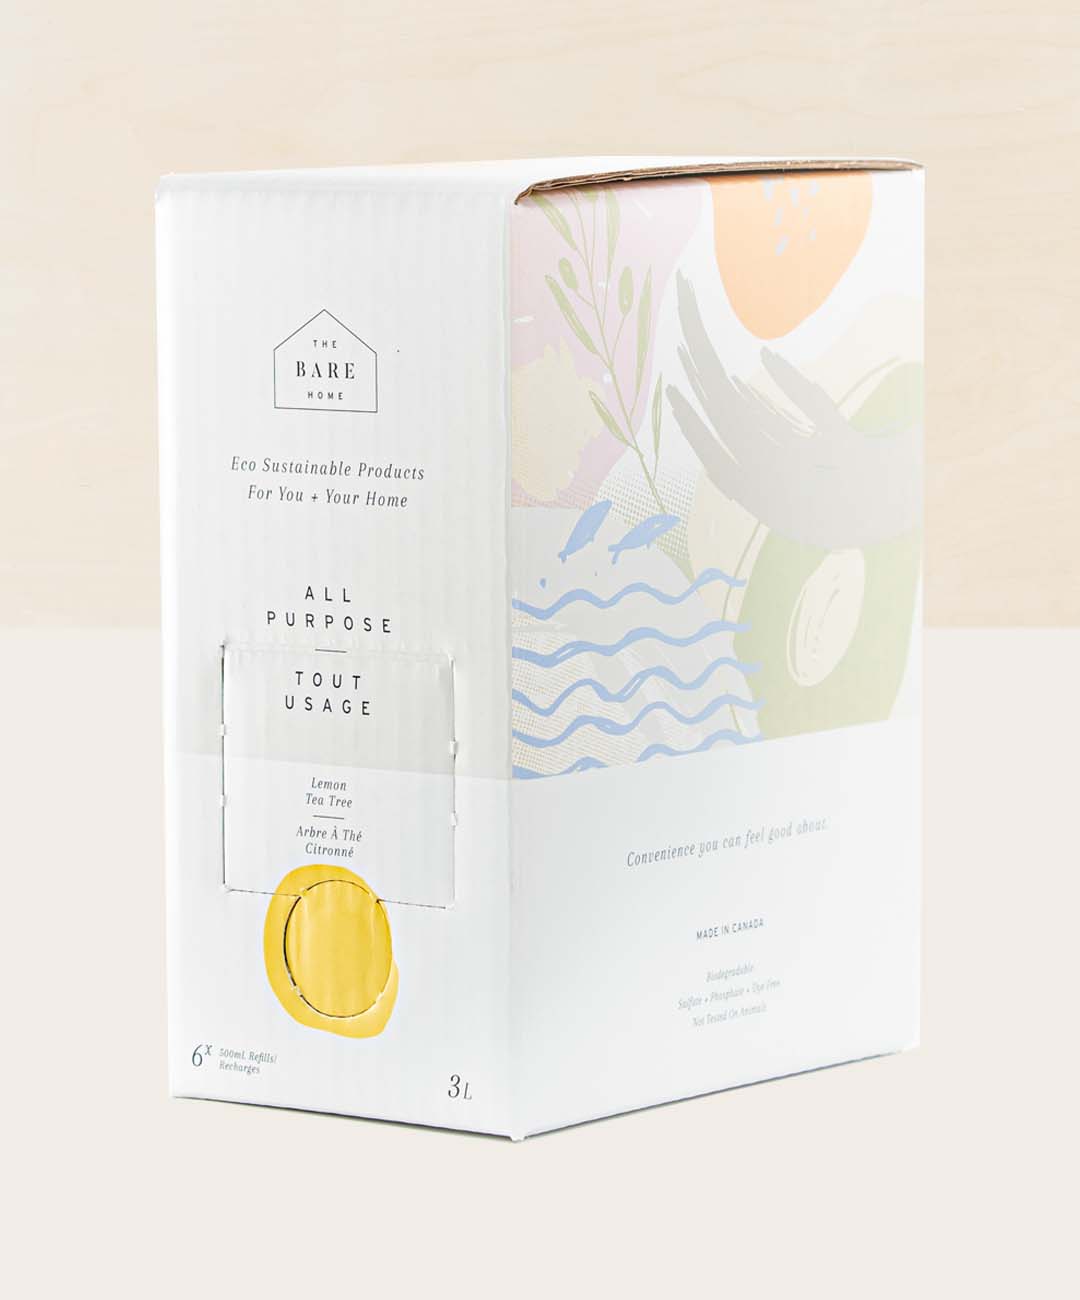 THE
BARE
HOME
Eco Sustainable Products
For You + Your Home
ALL
PURPOSE
TOUT
USAGE
Lemon
Tea Tree
Arbre À Thé
Citronné
6x 500mL Refills/
Recharges
3L
Convenience you can feel good about.
MADE IN CANADA
Biodegradable
Sulfate + Phosphate + Dye Free
Not Tested On Animals